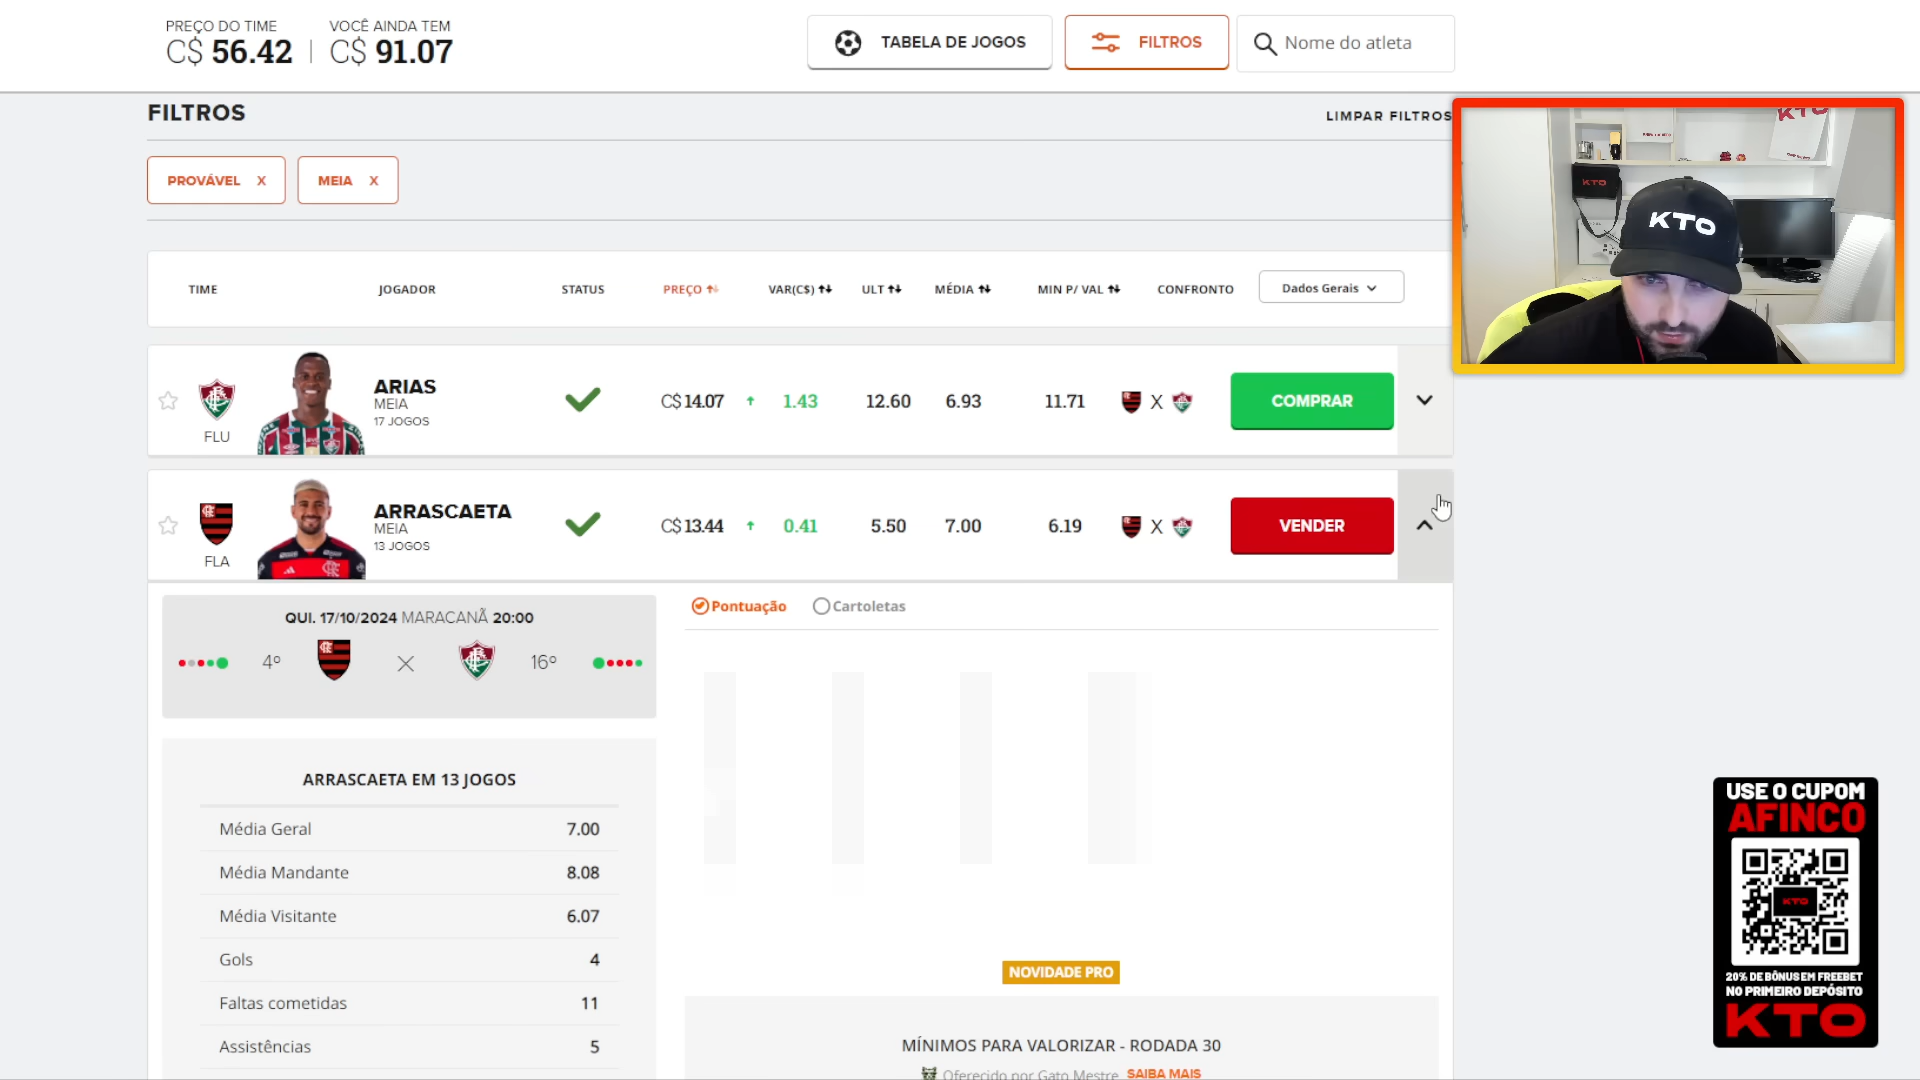 PREÇO DO TIME
C$ 56.42
VOCÊ AINDA TEM
C$ 91.07
TABELA DE JOGOS
FILTROS
Nome do atleta
FILTROS
LIMPAR FILTROS
PROVÁVEL X
MEIA X
TIME JOGADOR STATUS PREÇO VAR(C$) ULT MÉDIA MIN P/ VAL CONFRONTO Dados Gerais
FLU
ARIAS
MEIA
17 JOGOS
C$ 14.07 1.43 12.60 6.93 11.71 X COMPRAR
FLA
ARRASCAETA
MEIA
13 JOGOS
C$ 13.44 0.41 5.50 7.00 6.19 X VENDER
QUI. 17/10/2024 MARACANÃ 20:00
4º 16º
Pontuação Cartoletas
ARRASCAETA EM 13 JOGOS
Média Geral 7.00
Média Mandante 8.08
Média Visitante 6.07
Gols 4
Faltas cometidas 11
Assistências 5
NOVIDADE PRO
MÍNIMOS PARA VALORIZAR - RODADA 30
Oferecido por Gato Mestre SAIBA MAIS
KTO
KTO
KTO
USE O CUPOM
AFINCO
KTO
20% DE BÔNUS EM FREEBET
NO PRIMEIRO DEPÓSITO
KTO